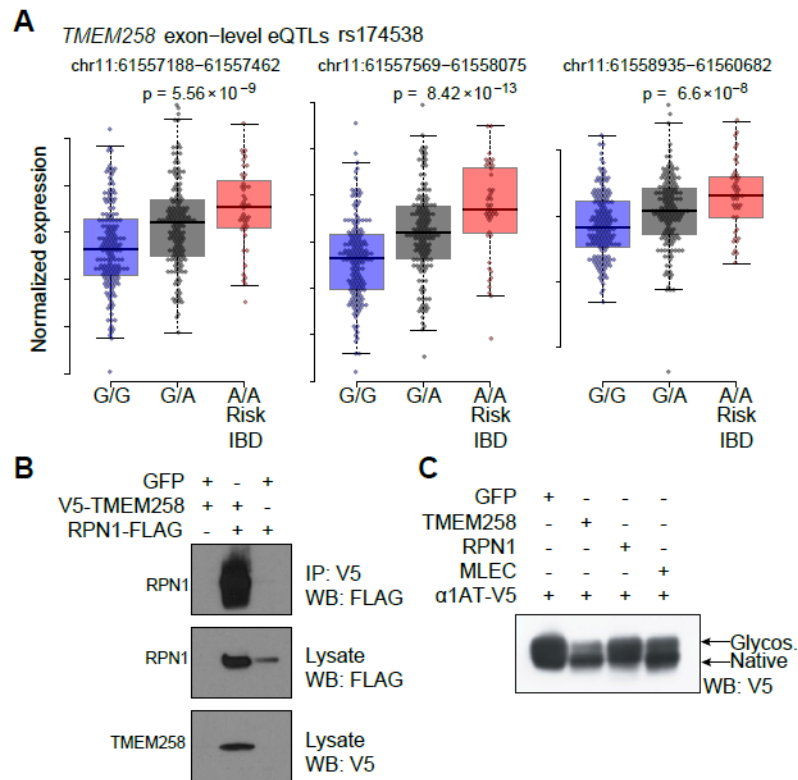 A
TMEM258 exon−level eQTLs rs174538
chr11:61557188−61557462
p = 5.56 × 10−9
chr11:61557569−61558075
p = 8.42 × 10−13
chr11:61558935−61560682
p = 6.6 × 10−8
Normalized expression
G/G G/A A/A
Risk
IBD
G/G G/A A/A
Risk
IBD
G/G G/A A/A
Risk
IBD
B
GFP + - +
V5-TMEM258 + + -
RPN1-FLAG - + +
RPN1
IP: V5
WB: FLAG
RPN1
Lysate
WB: FLAG
TMEM258
Lysate
WB: V5
C
GFP + - - -
TMEM258 - + - -
RPN1 - - + -
MLEC - - - +
α1AT-V5 + + + +
Glycos.
Native
WB: V5